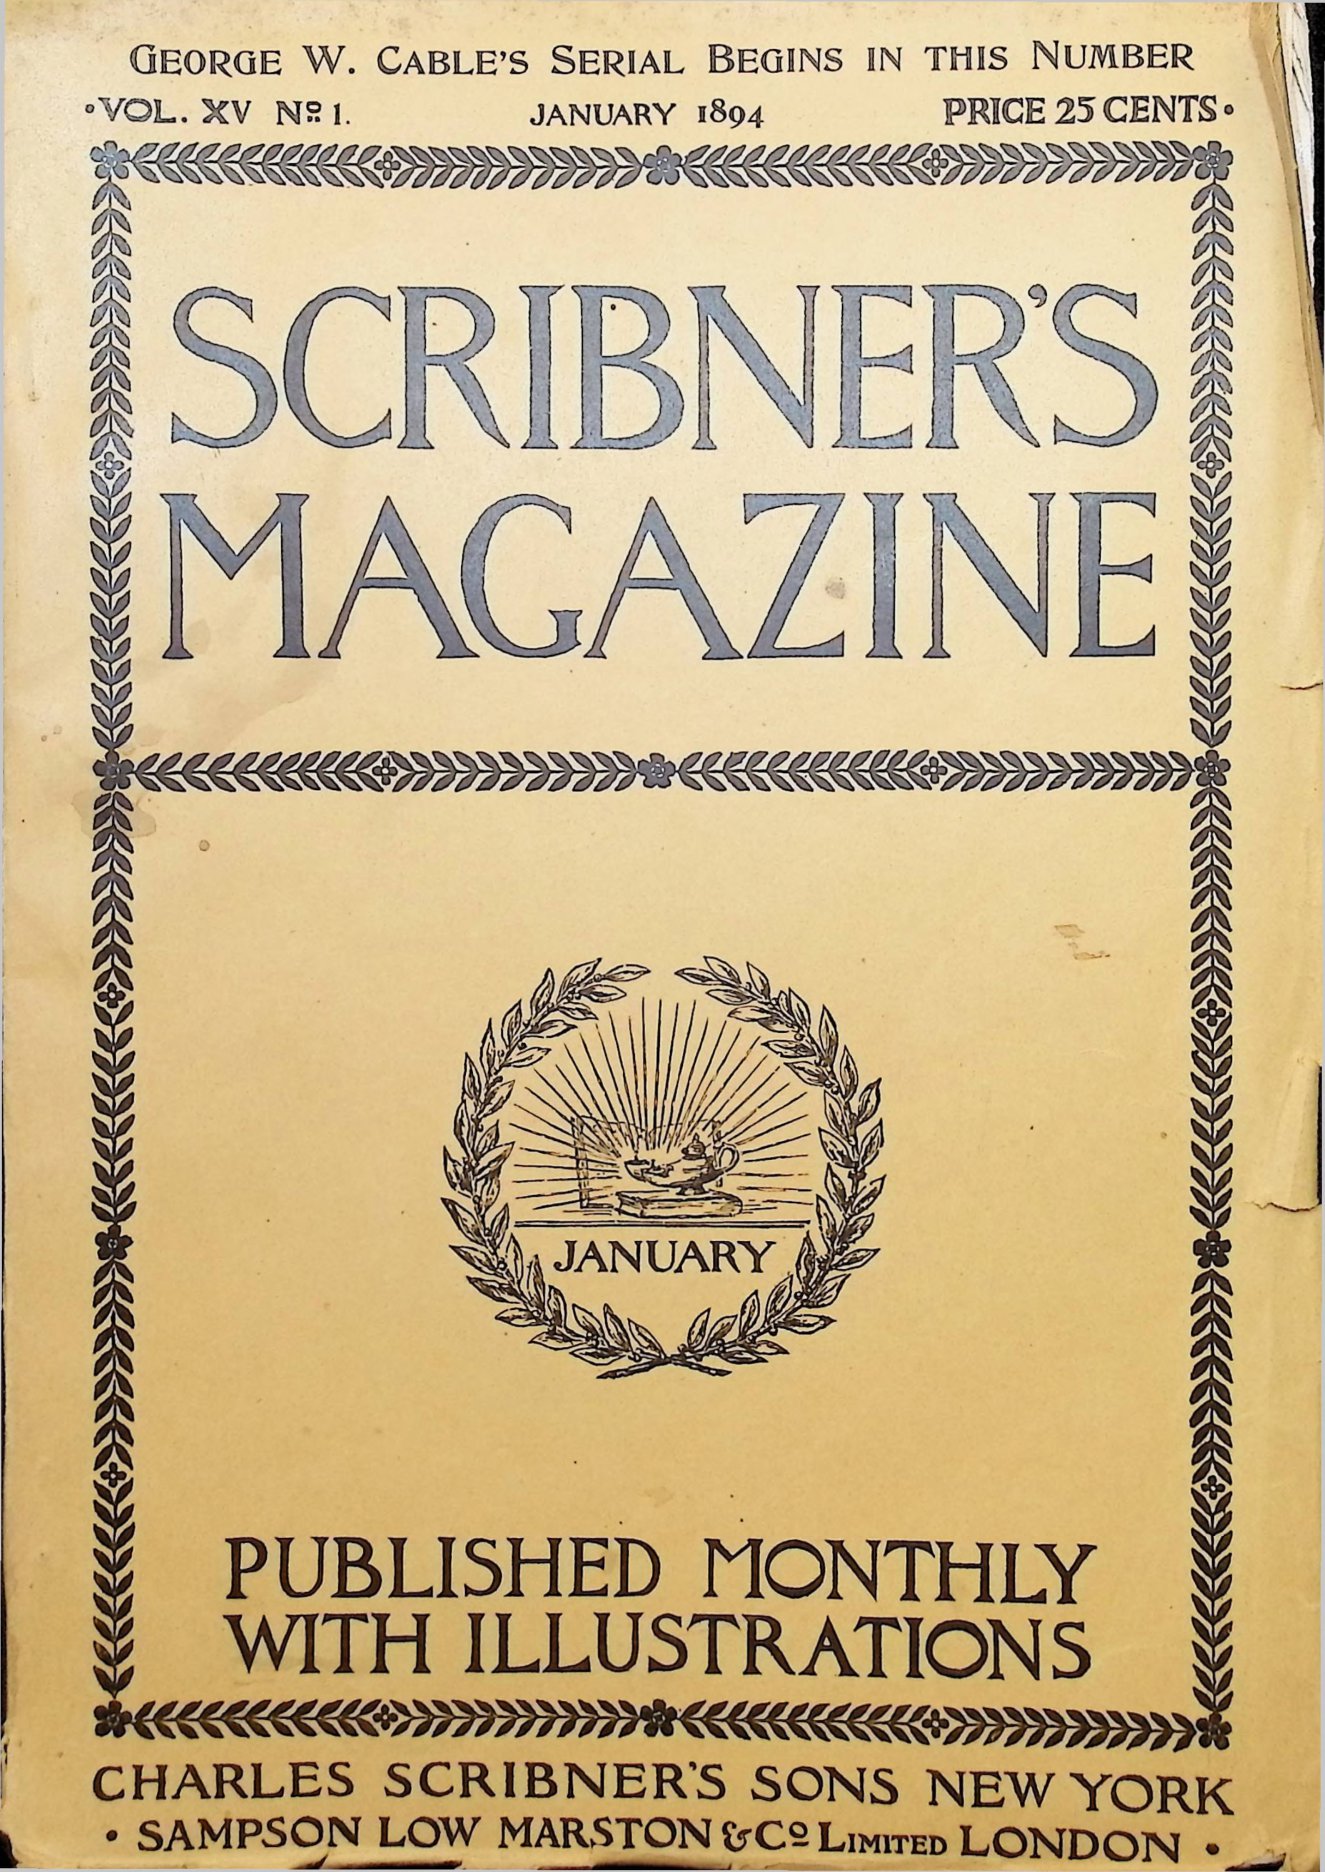 GEORGE W. CABLE'S SERIAL BEGINS IN THIS NUMBER
•VOL. XV Nº 1. JANUARY 1894 PRICE 25 CENTS•
SCRIBNER'S
MAGAZINE
JANUARY
PUBLISHED MONTHLY
WITH ILLUSTRATIONS
CHARLES SCRIBNER'S SONS NEW YORK
• SAMPSON LOW MARSTON & Cº LIMITED LONDON •